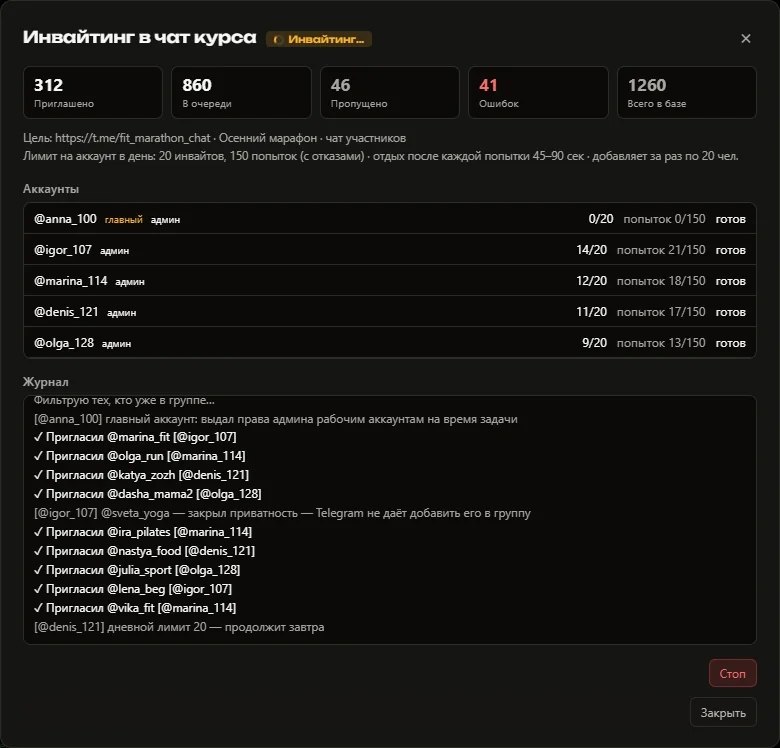 Инвайтинг в чат курса Инвайтинг...
312 860 46 41 1260
Приглашено В очереди Пропущено Ошибок Всего в базе
Цель: https://t.me/fit_marathon_chat · Осенний марафон · чат участников
Лимит на аккаунт в день: 20 инвайтов, 150 попыток (с отказами) · отдых после каждой попытки 45–90 сек · добавляет за раз по 20 чел.
Аккаунты
@anna_100 главный админ 0/20 попыток 0/150 готов
@igor_107 админ 14/20 попыток 21/150 готов
@marina_114 админ 12/20 попыток 18/150 готов
@denis_121 админ 11/20 попыток 17/150 готов
@olga_128 админ 9/20 попыток 13/150 готов
Журнал
Фильтрую тех, кто уже в группе...
[@anna_100] главный аккаунт: выдал права админа рабочим аккаунтам на время задачи
✓ Пригласил @marina_fit [@igor_107]
✓ Пригласил @olga_run [@marina_114]
✓ Пригласил @katya_zozh [@denis_121]
✓ Пригласил @dasha_mama2 [@olga_128]
[@igor_107] @sveta_yoga — закрыл приватность — Telegram не даёт добавить его в группу
✓ Пригласил @ira_pilates [@marina_114]
✓ Пригласил @nastya_food [@denis_121]
✓ Пригласил @julia_sport [@olga_128]
✓ Пригласил @lena_beg [@igor_107]
✓ Пригласил @vika_fit [@marina_114]
[@denis_121] дневной лимит 20 — продолжит завтра
Стоп
Закрыть